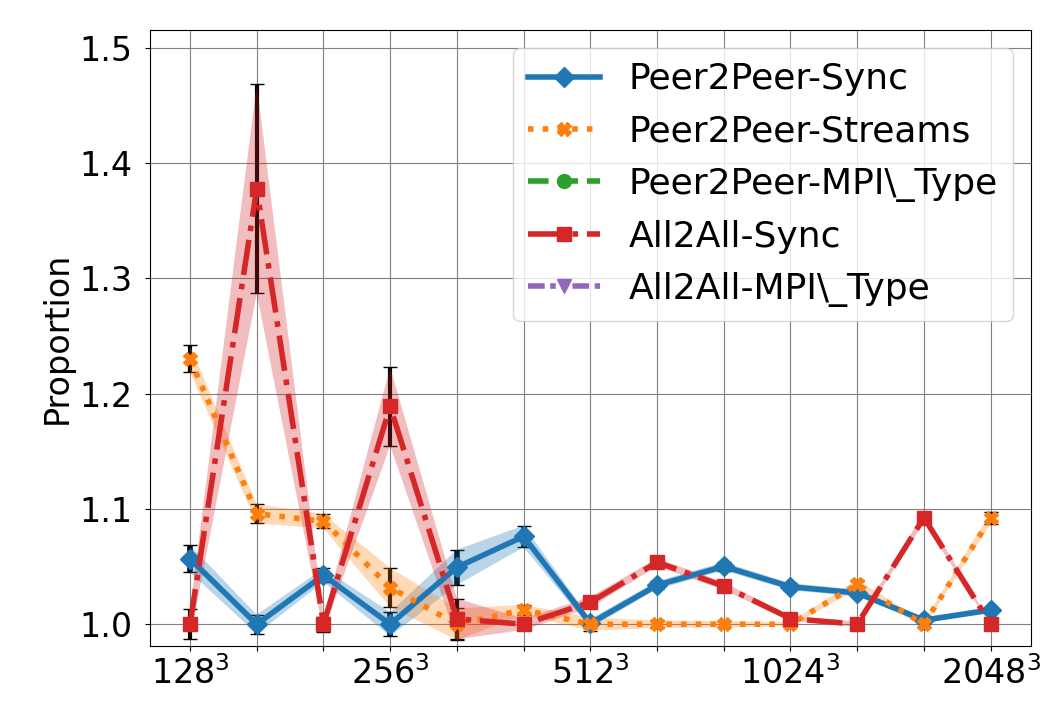 1.5
1.4
1.3
1.2
1.1
1.0
Proportion
Peer2Peer-Sync
Peer2Peer-Streams
Peer2Peer-MPI\_Type
All2All-Sync
All2All-MPI\_Type
128³ 256³ 512³ 1024³ 2048³